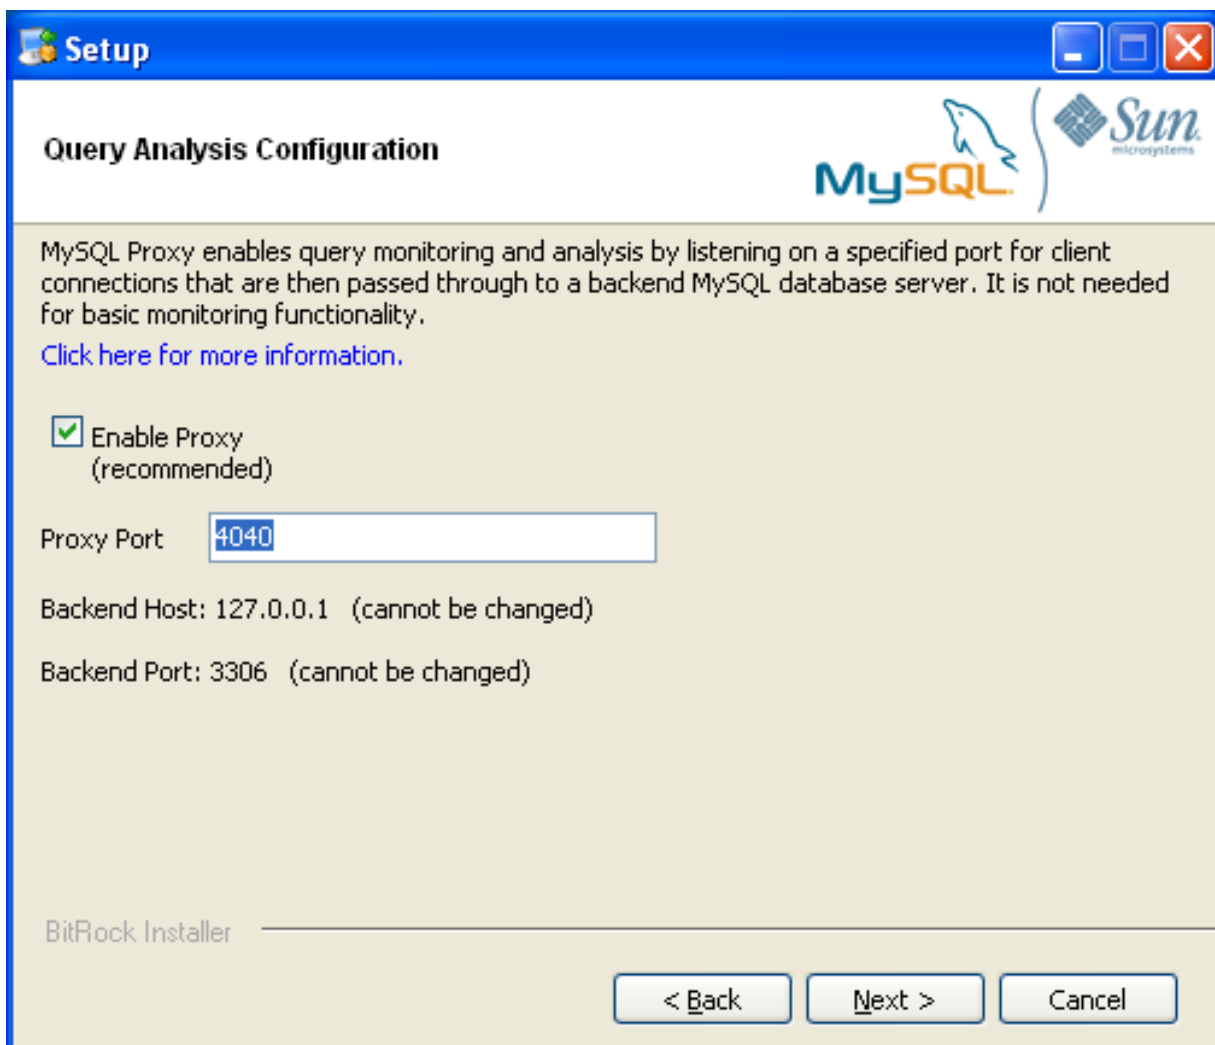 Setup
Query Analysis Configuration
MySQL
Sun
microsystems
MySQL Proxy enables query monitoring and analysis by listening on a specified port for client
connections that are then passed through to a backend MySQL database server. It is not needed
for basic monitoring functionality.
Click here for more information.
Enable Proxy
(recommended)
Proxy Port 4040
Backend Host: 127.0.0.1 (cannot be changed)
Backend Port: 3306 (cannot be changed)
BitRock Installer
< Back Next > Cancel